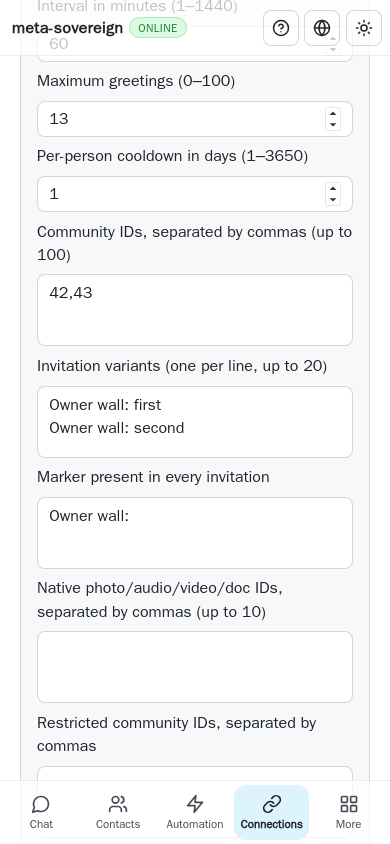 Interval in minutes (1–1440)
meta-sovereign
ONLINE
60
Maximum greetings (0–100)
13
Per-person cooldown in days (1–3650)
1
Community IDs, separated by commas (up to
100)
42,43
Invitation variants (one per line, up to 20)
Owner wall: first
Owner wall: second
Marker present in every invitation
Owner wall:
Native photo/audio/video/doc IDs,
separated by commas (up to 10)
Restricted community IDs, separated by
commas
Chat
Contacts
Automation
Connections
More